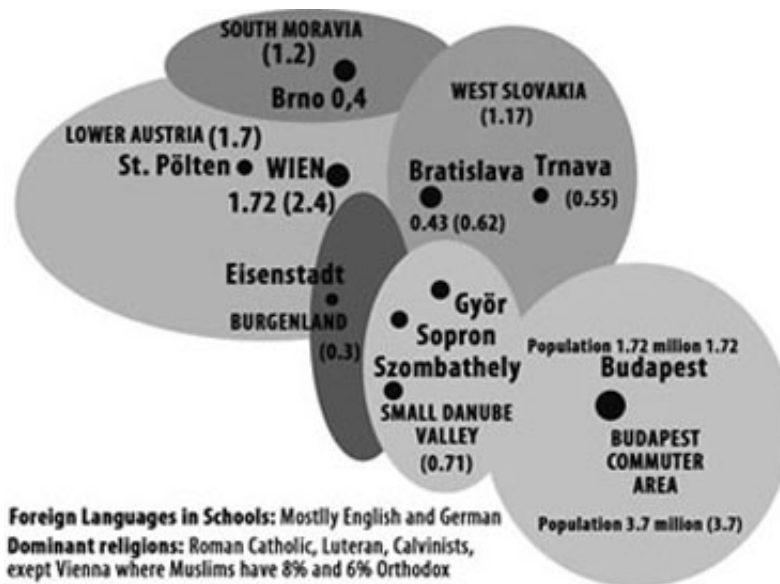 SOUTH MORAVIA
(1.2)
Brno 0,4
WEST SLOVAKIA
(1.17)
LOWER AUSTRIA (1.7)
St. Pölten
WIEN
1.72 (2.4)
Bratislava
0.43 (0.62)
Trnava
(0.55)
Eisenstadt
BURGENLAND
(0.3)
Györ
Sopron
Szombathely
SMALL DANUBE
VALLEY
(0.71)
Population 1.72 milion 1.72
Budapest
BUDAPEST
COMMUTER
AREA
Population 3.7 milion (3.7)
Foreign Languages in Schools: Mostlly English and German
Dominant religions: Roman Catholic, Luteran, Calvinists,
exept Vienna where Muslims have 8% and 6% Orthodox